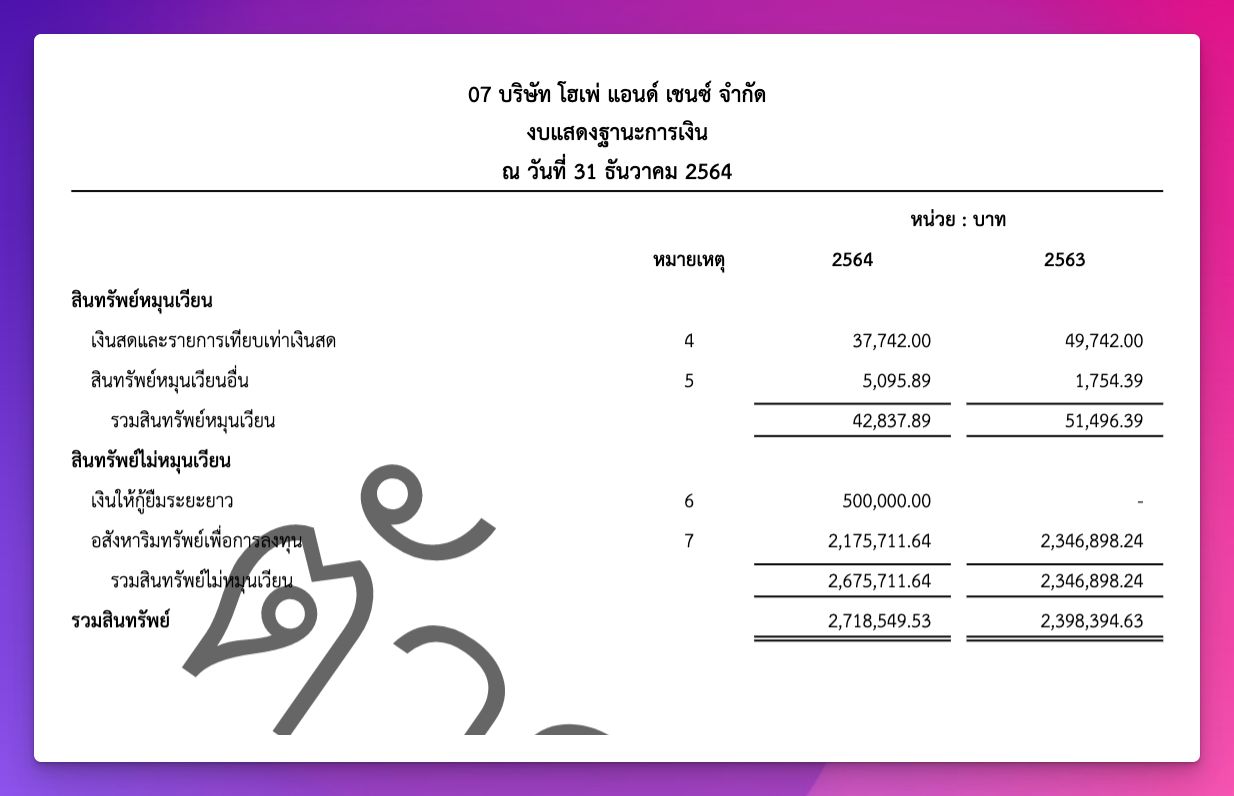 07 บริษัท โฮเพ่ แอนด์ เชนซ์ จำกัด
งบแสดงฐานะการเงิน
ณ วันที่ 31 ธันวาคม 2564
หน่วย : บาท
หมายเหตุ 2564 2563
สินทรัพย์หมุนเวียน
เงินสดและรายการเทียบเท่าเงินสด 4 37,742.00 49,742.00
สินทรัพย์หมุนเวียนอื่น 5 5,095.89 1,754.39
รวมสินทรัพย์หมุนเวียน 42,837.89 51,496.39
สินทรัพย์ไม่หมุนเวียน
เงินให้กู้ยืมระยะยาว 6 500,000.00 -
อสังหาริมทรัพย์เพื่อการลงทุน 7 2,175,711.64 2,346,898.24
รวมสินทรัพย์ไม่หมุนเวียน 2,675,711.64 2,346,898.24
รวมสินทรัพย์ 2,718,549.53 2,398,394.63